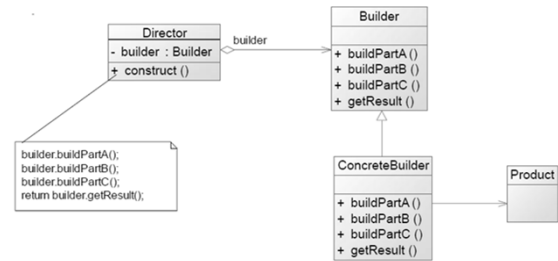 Director
- builder : Builder
+ construct ()
builder
Builder
+ buildPartA ()
+ buildPartB ()
+ buildPartC ()
+ getResult ()
builder.buildPartA();
builder.buildPartB();
builder.buildPartC();
return builder.getResult();
ConcreteBuilder
+ buildPartA ()
+ buildPartB ()
+ buildPartC ()
+ getResult ()
Product